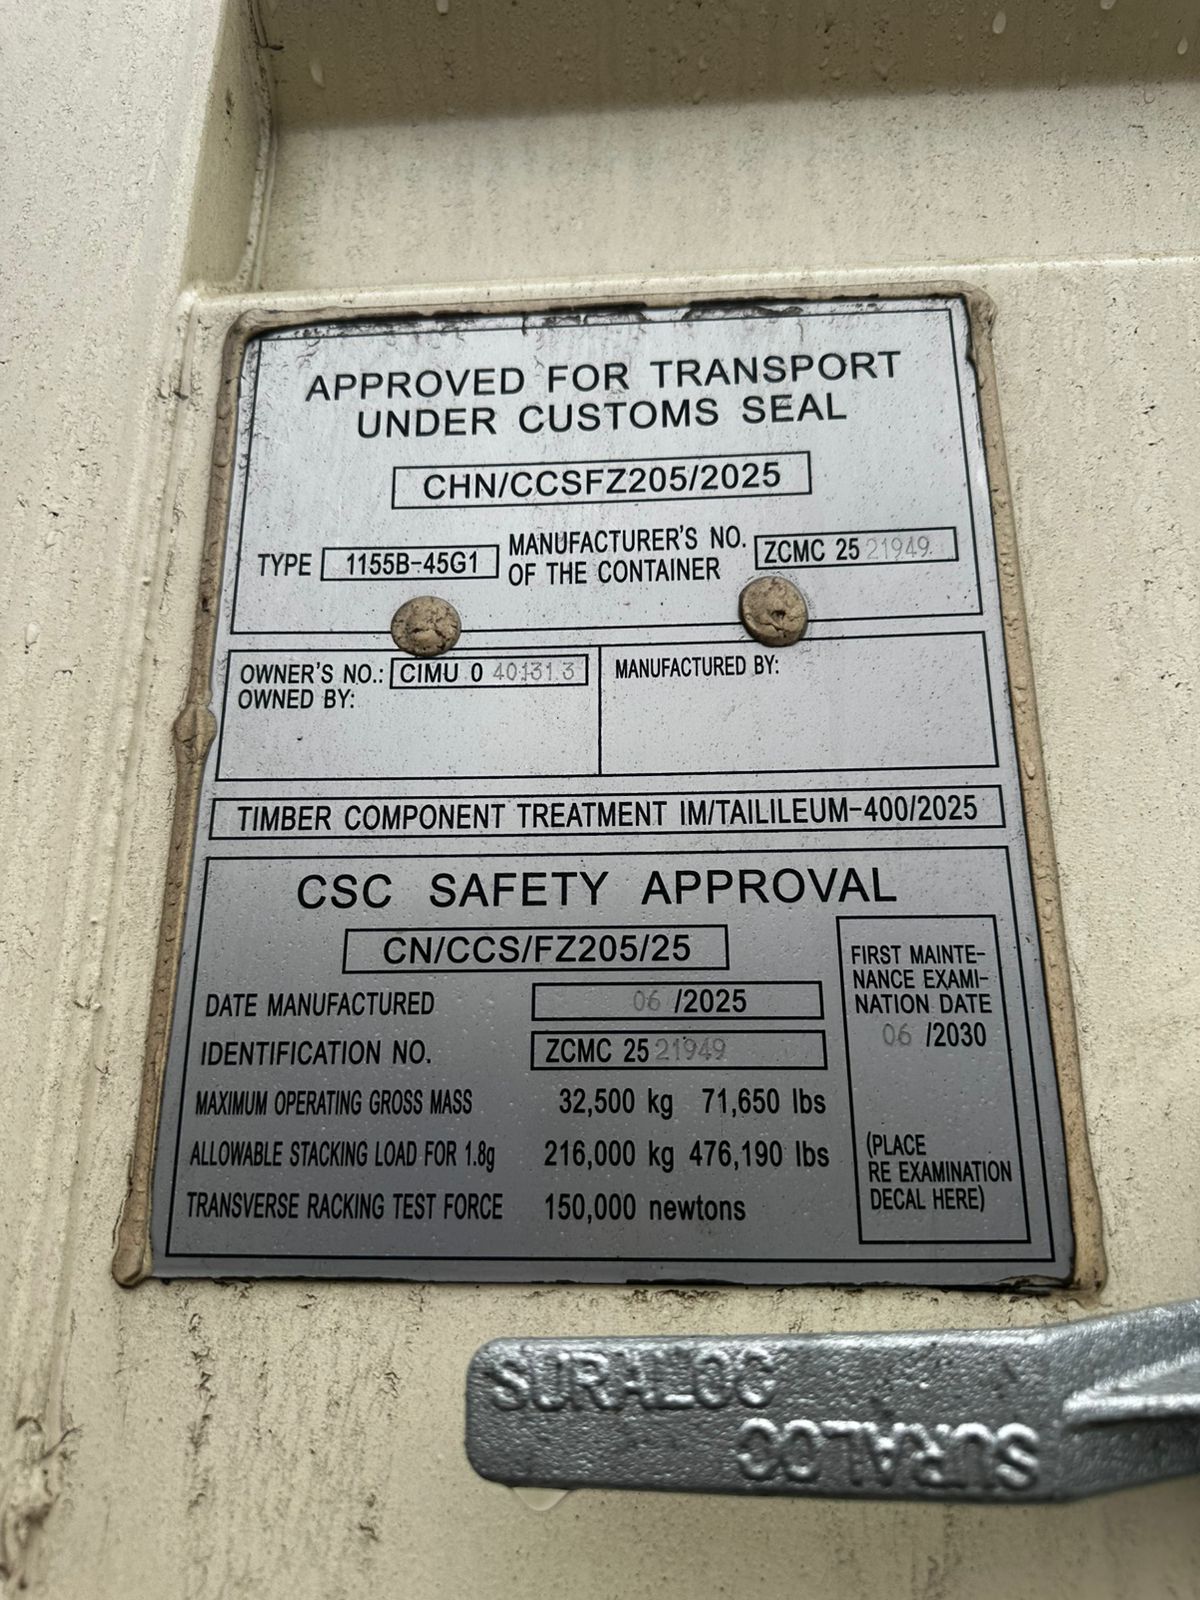 APPROVED FOR TRANSPORT
UNDER CUSTOMS SEAL
CHN/CCSFZ205/2025
TYPE 1155B-45G1 MANUFACTURER'S NO. OF THE CONTAINER ZCMC 25 21949
OWNER'S NO.: CIMU 0 40131 3
OWNED BY:
MANUFACTURED BY:
TIMBER COMPONENT TREATMENT IM/TAILILEUM-400/2025
CSC SAFETY APPROVAL
CN/CCS/FZ205/25
DATE MANUFACTURED 06 /2025
IDENTIFICATION NO. ZCMC 25 21949
MAXIMUM OPERATING GROSS MASS 32,500 kg 71,650 lbs
ALLOWABLE STACKING LOAD FOR 1.8g 216,000 kg 476,190 lbs
TRANSVERSE RACKING TEST FORCE 150,000 newtons
FIRST MAINTE-
NANCE EXAMI-
NATION DATE
06 /2030
(PLACE
RE EXAMINATION
DECAL HERE)
SURALOC
SURALOC